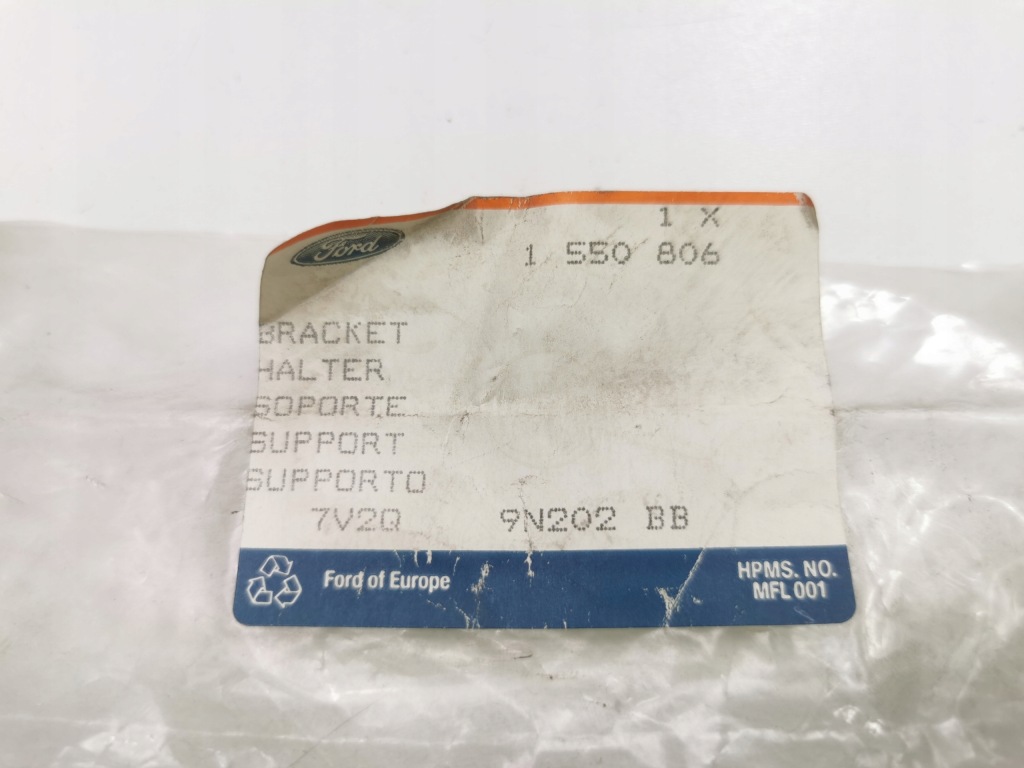 1 X
Ford
1 550 806
BRACKET
HALTER
SOPORTE
SUPPORT
SUPPORTO
7V2Q 9N202 BB
Ford of Europe
HPMS. NO.
MFL 001